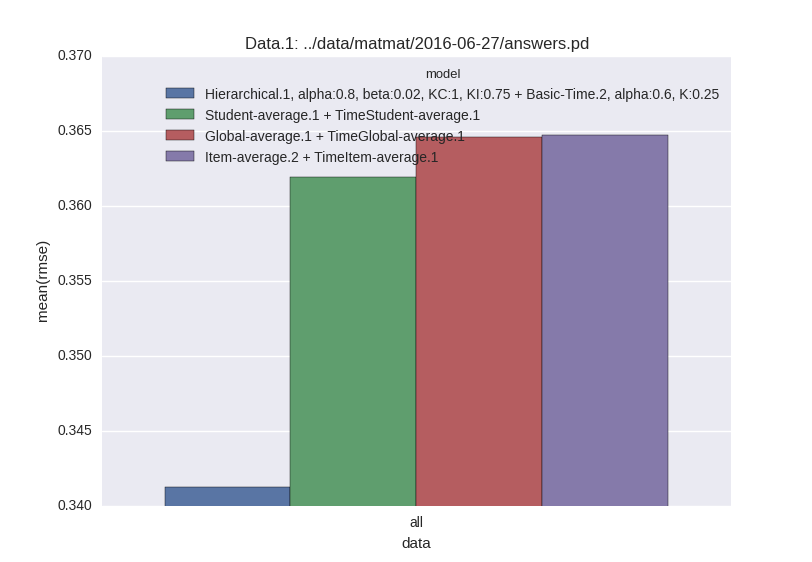 Data.1: ../data/matmat/2016-06-27/answers.pd
0.370
model
Hierarchical.1, alpha:0.8, beta:0.02, KC:1, KI:0.75 + Basic-Time.2, alpha:0.6, K:0.25
Student-average.1 + TimeStudent-average.1
0.365
Global-average.1 + TimeGlobal-average.1
Item-average.2 + TimeItem-average.1
0.360
0.355
mean(rmse)
0.350
0.345
0.340
all
data